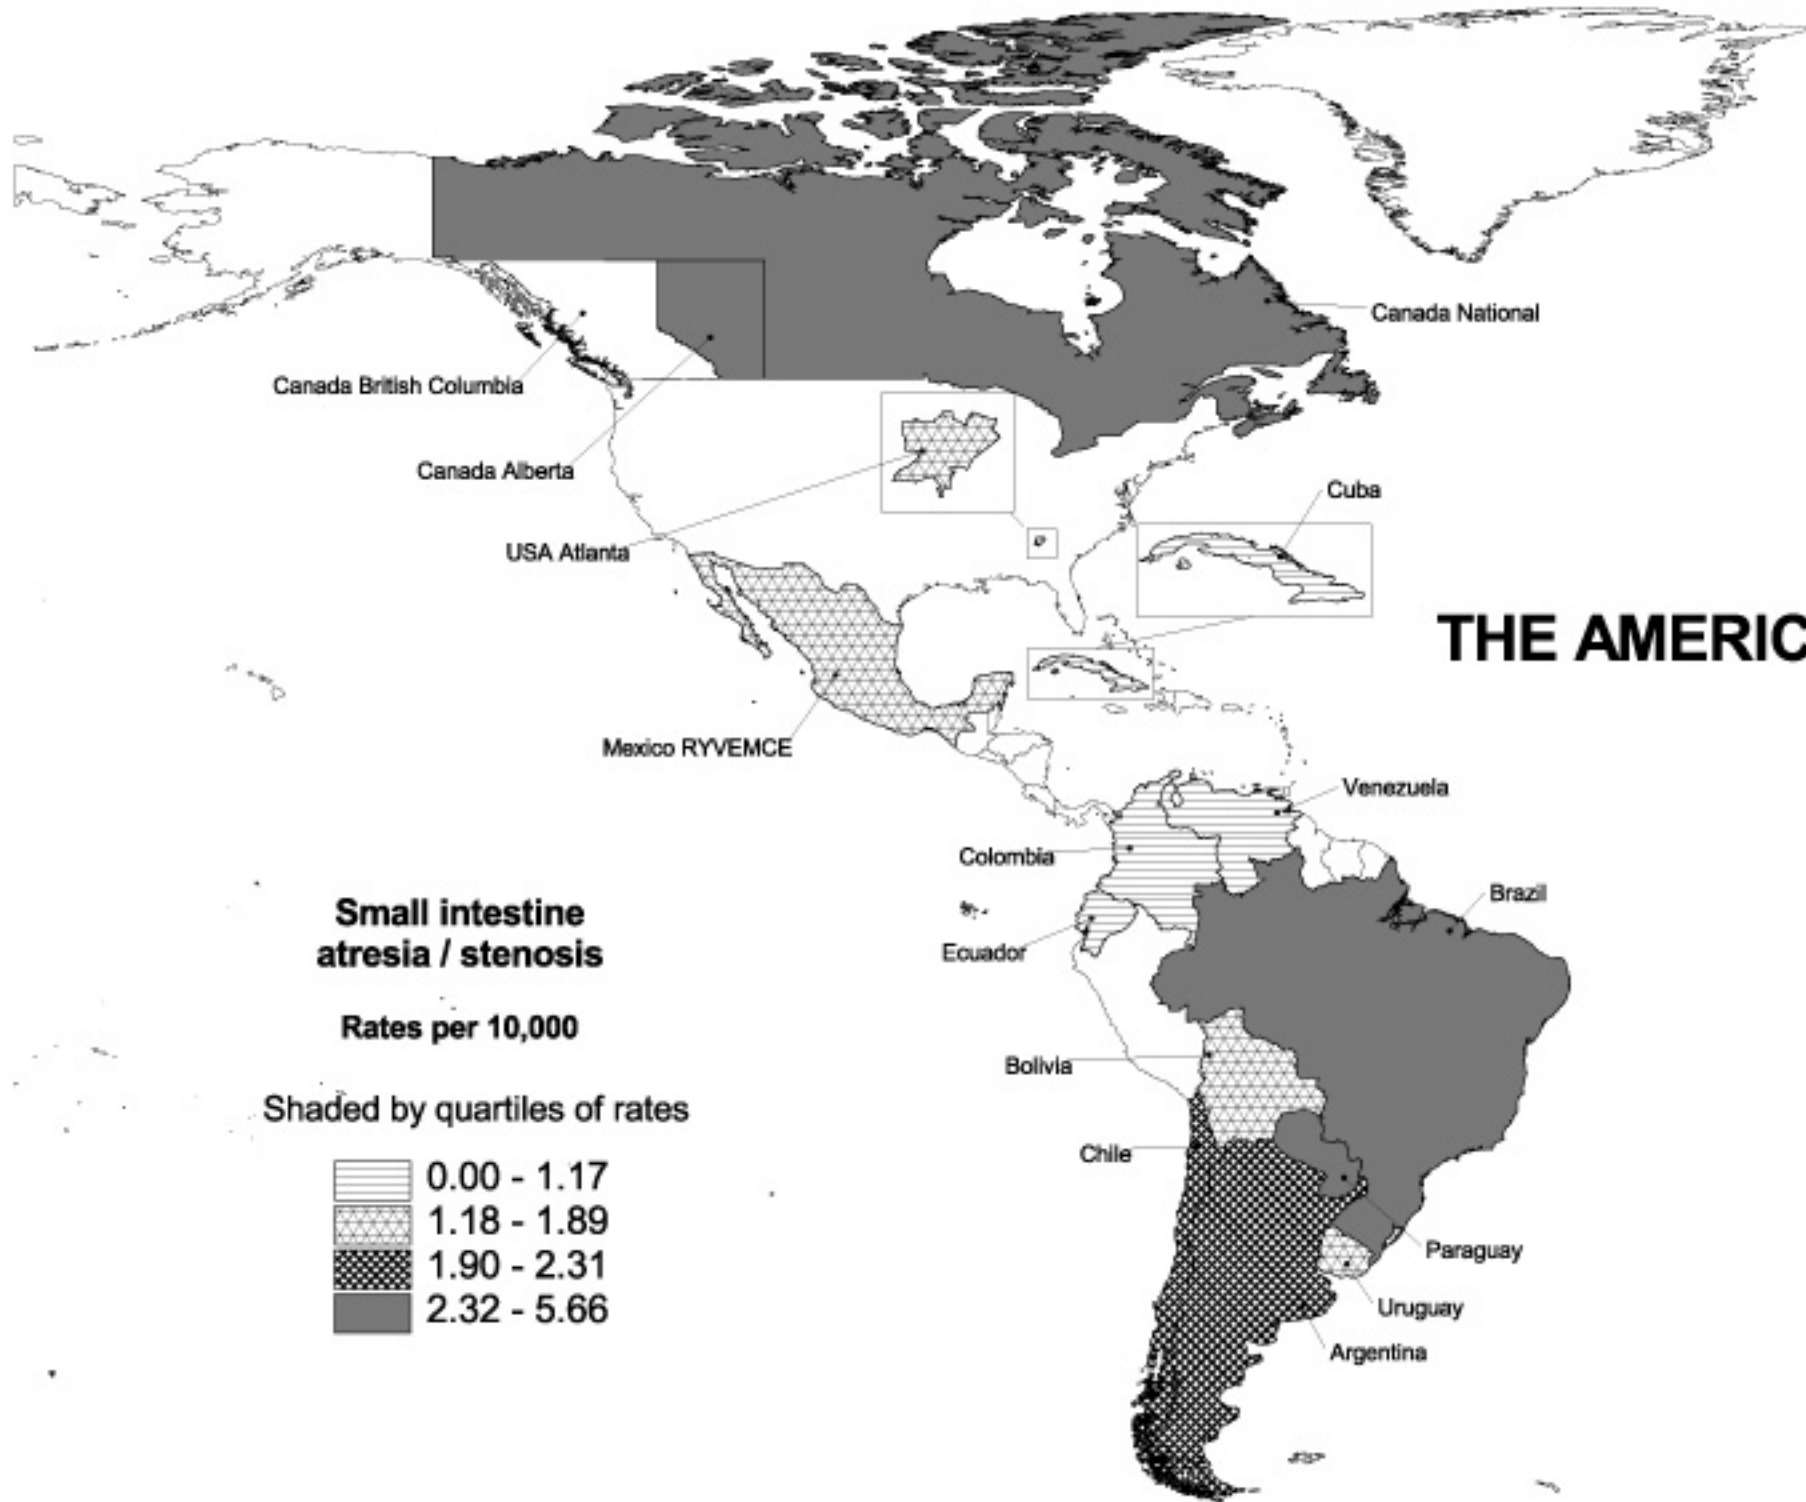 Canada National
Canada British Columbia
Canada Alberta
Cuba
USA Atlanta
THE AMERIC
Mexico RYVEMCE
Venezuela
Colombia
Brazil
Small intestine
atresia / stenosis
Ecuador
Rates per 10,000
Bolivia
Shaded by quartiles of rates
Chile
0.00 - 1.17
1.18 - 1.89
1.90 - 2.31
2.32 - 5.66
Paraguay
Uruguay
Argentina